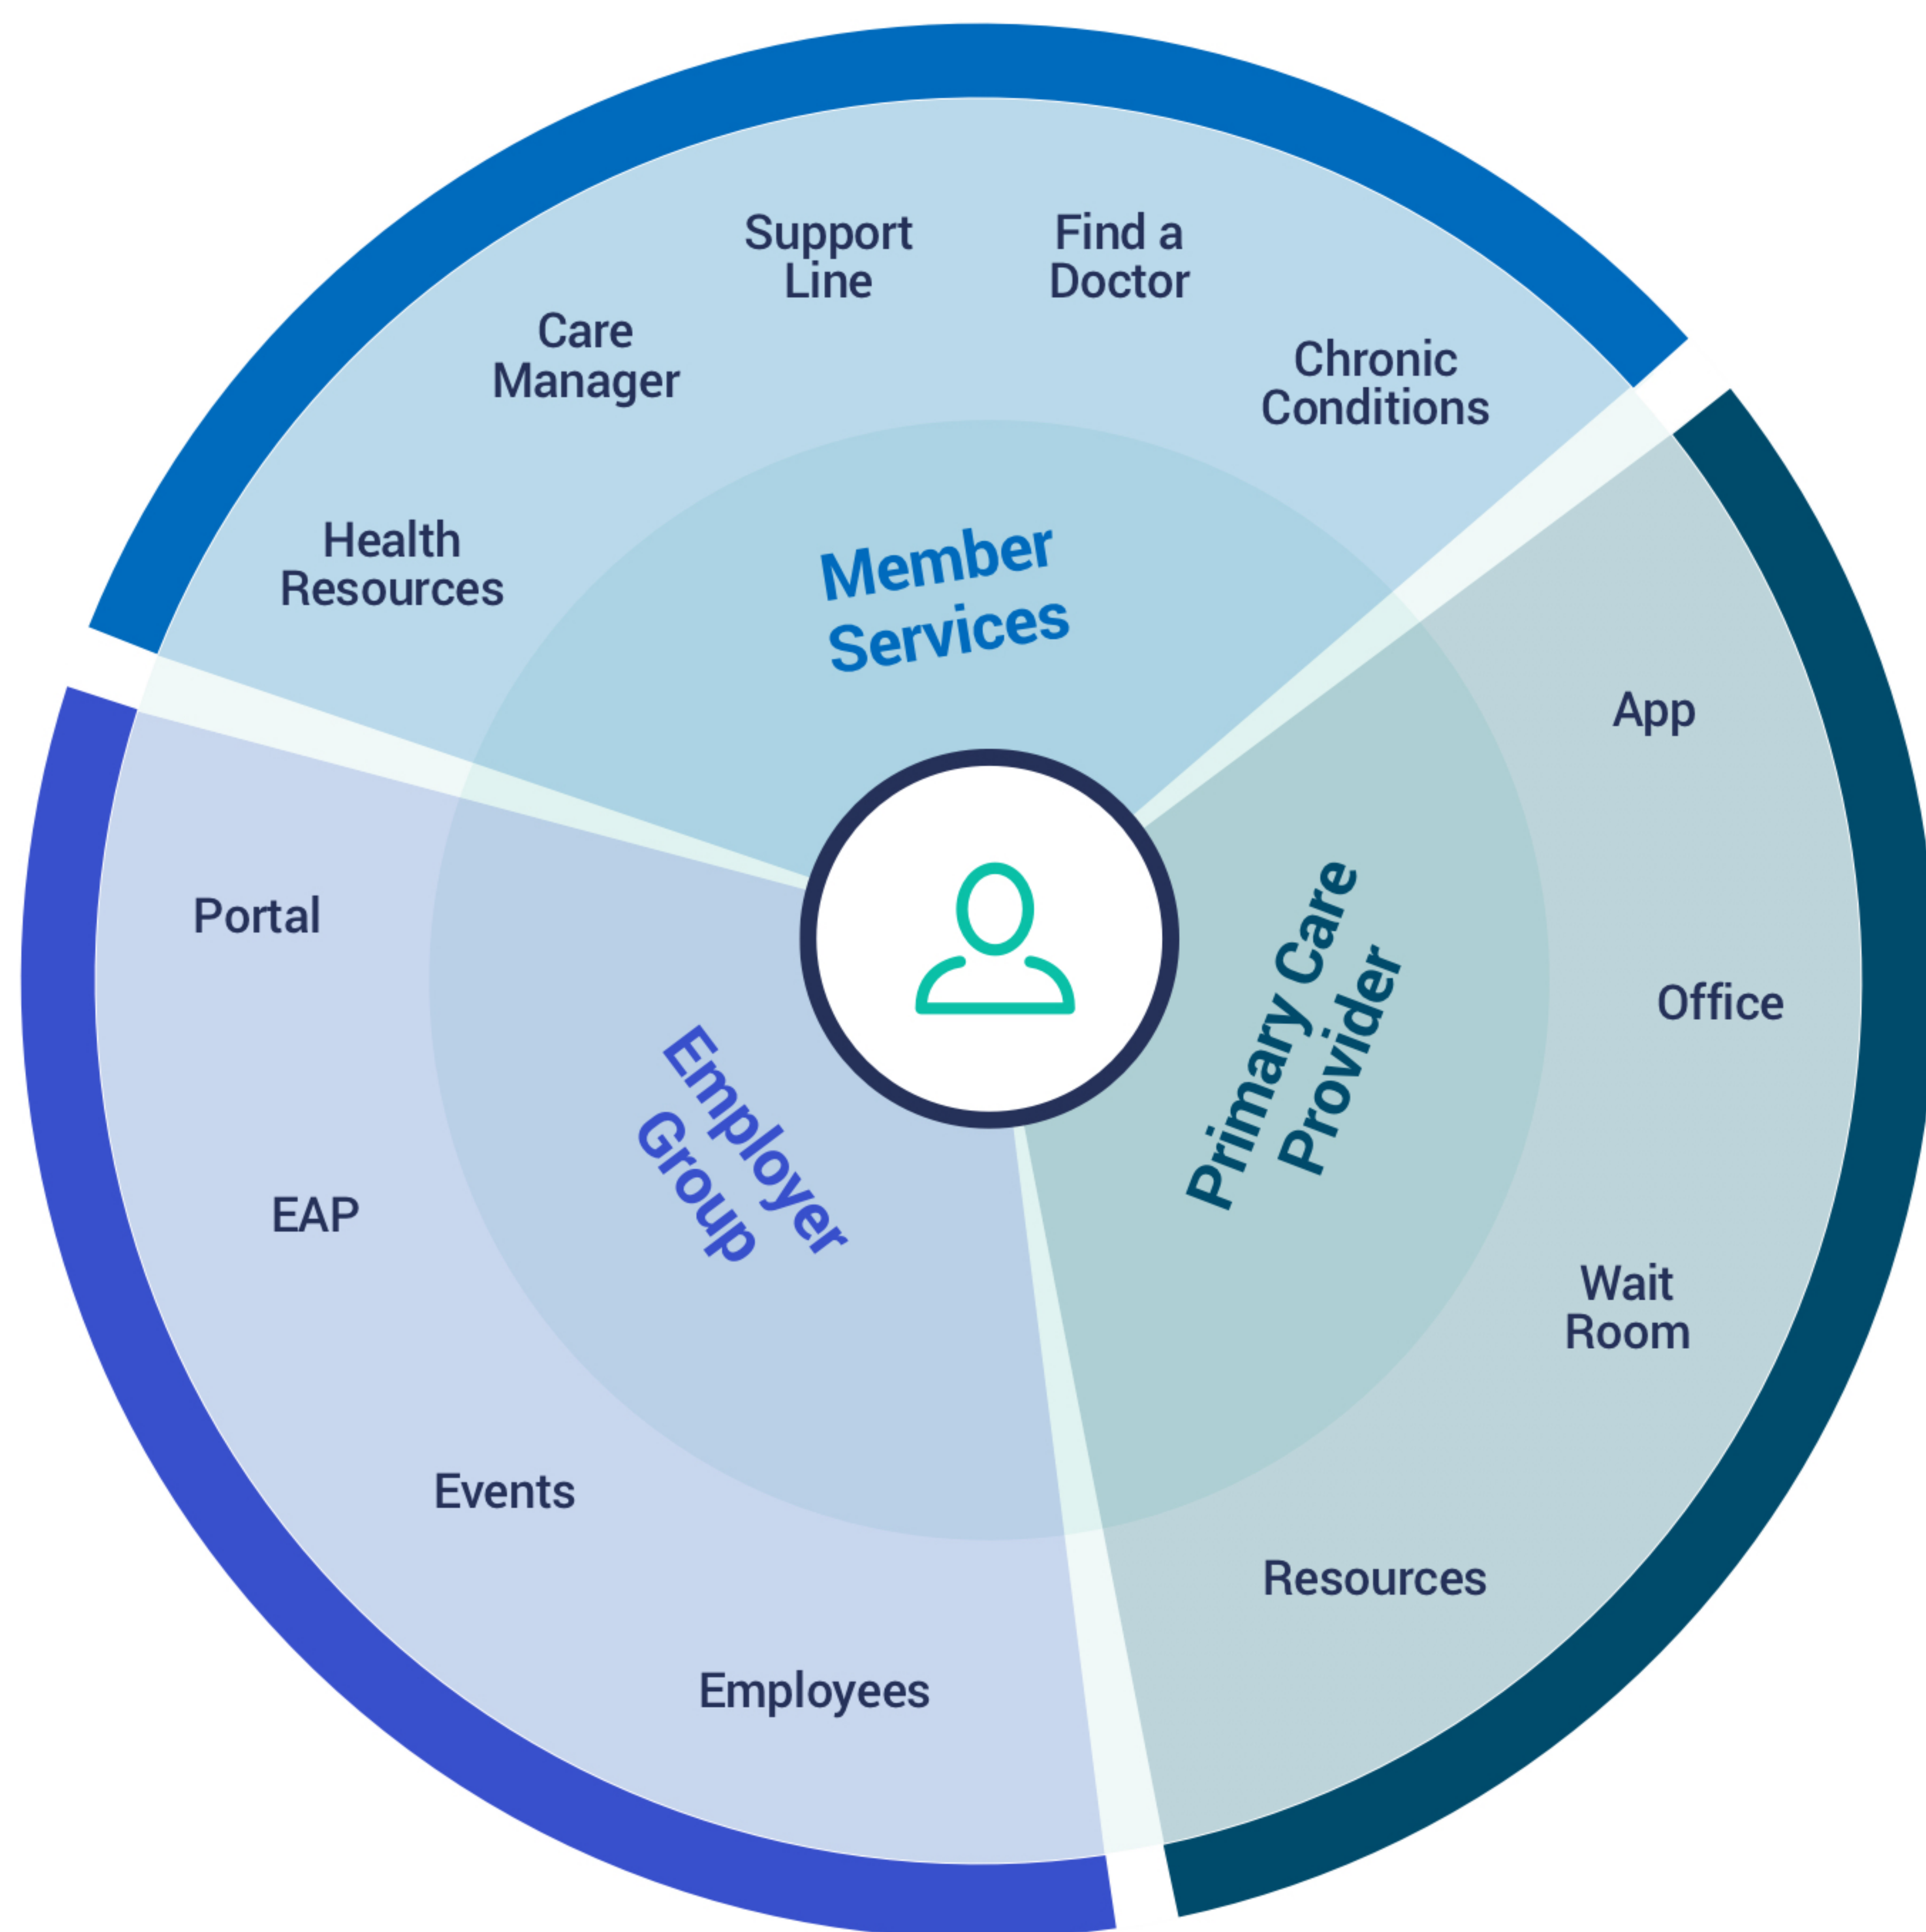 Support
Line
Find a
Doctor
Care
Manager
Chronic
Conditions
Health
Resources
Member
Services
App
Office
Wait
Room
Resources
Primary Care
Provider
Portal
EAP
Events
Employees
Employer
Group